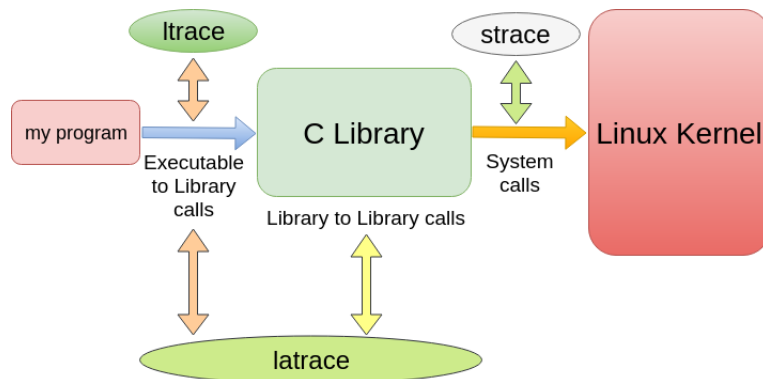 ltrace
strace
my program
C Library
Linux Kernel
Executable
to Library
calls
System
calls
Library to Library calls
latrace